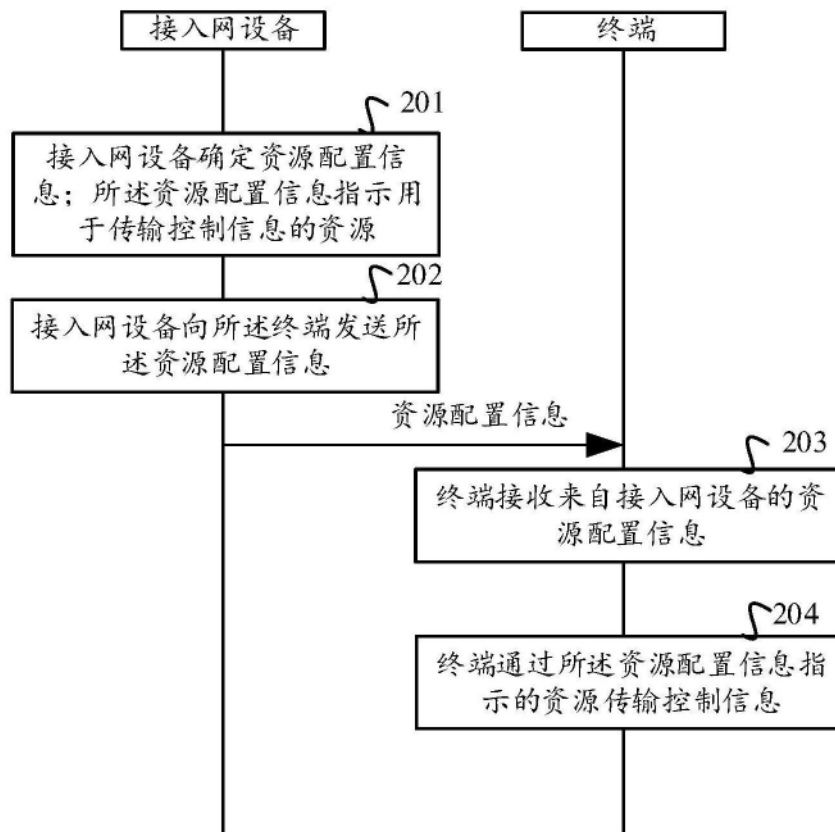 接入网设备
终端
201
接入网设备确定资源配置信
息；所述资源配置信息指示用
于传输控制信息的资源
202
接入网设备向所述终端发送所
述资源配置信息
资源配置信息
203
终端接收来自接入网设备的资
源配置信息
204
终端通过所述资源配置信息指
示的资源传输控制信息